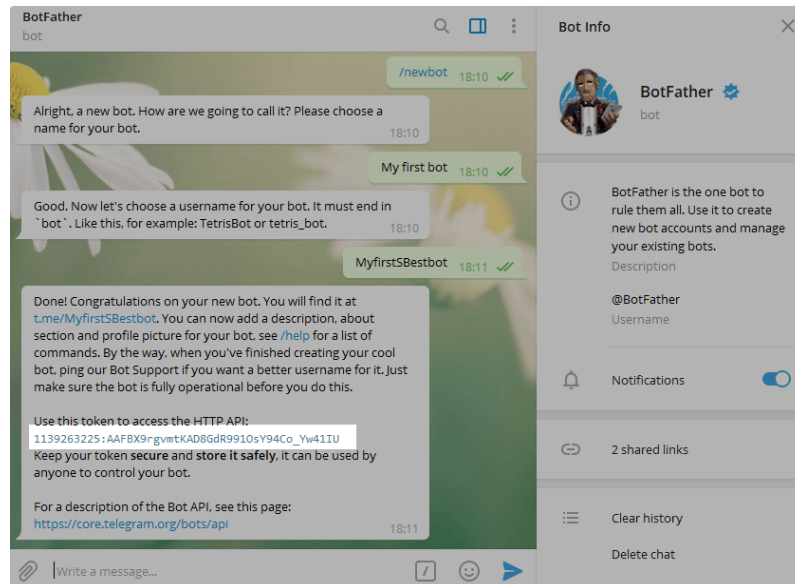 BotFather
bot
/newbot 18:10
Alright, a new bot. How are we going to call it? Please choose a
name for your bot.
18:10
My first bot 18:10
Good. Now let's choose a username for your bot. It must end in
`bot`. Like this, for example: TetrisBot or tetris_bot.
18:10
MyfirstSBestbot 18:11
Done! Congratulations on your new bot. You will find it at
t.me/MyfirstSBestbot. You can now add a description, about
section and profile picture for your bot, see /help for a list of
commands. By the way, when you've finished creating your cool
bot, ping our Bot Support if you want a better username for it. Just
make sure the bot is fully operational before you do this.
Use this token to access the HTTP API:
1139263225:AAFBX9rgvmtKAD8GdR991OsY94Co_Yw41IU
Keep your token secure and store it safely, it can be used by
anyone to control your bot.
For a description of the Bot API, see this page:
https://core.telegram.org/bots/api
18:11
Write a message...
Bot Info
BotFather
bot
BotFather is the one bot to
rule them all. Use it to create
new bot accounts and manage
your existing bots.
Description
@BotFather
Username
Notifications
2 shared links
Clear history
Delete chat